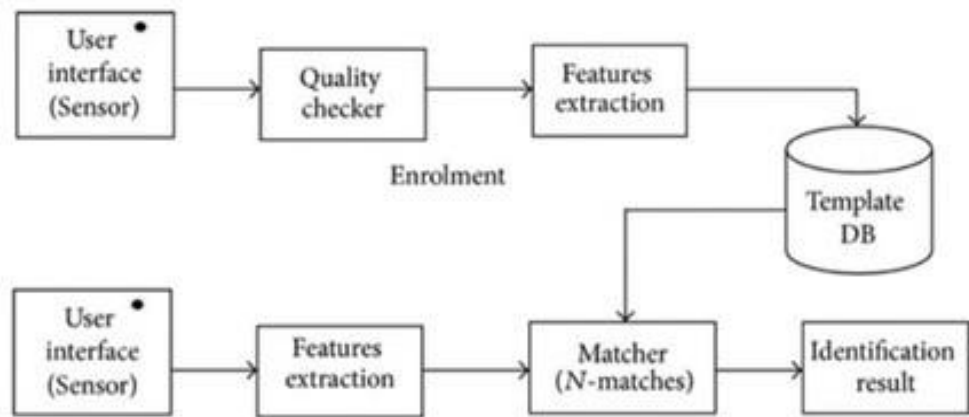 User
interface
(Sensor)
Quality
checker
Features
extraction
Enrolment
Template
DB
User
interface
(Sensor)
Features
extraction
Matcher
(N-matches)
Identification
result